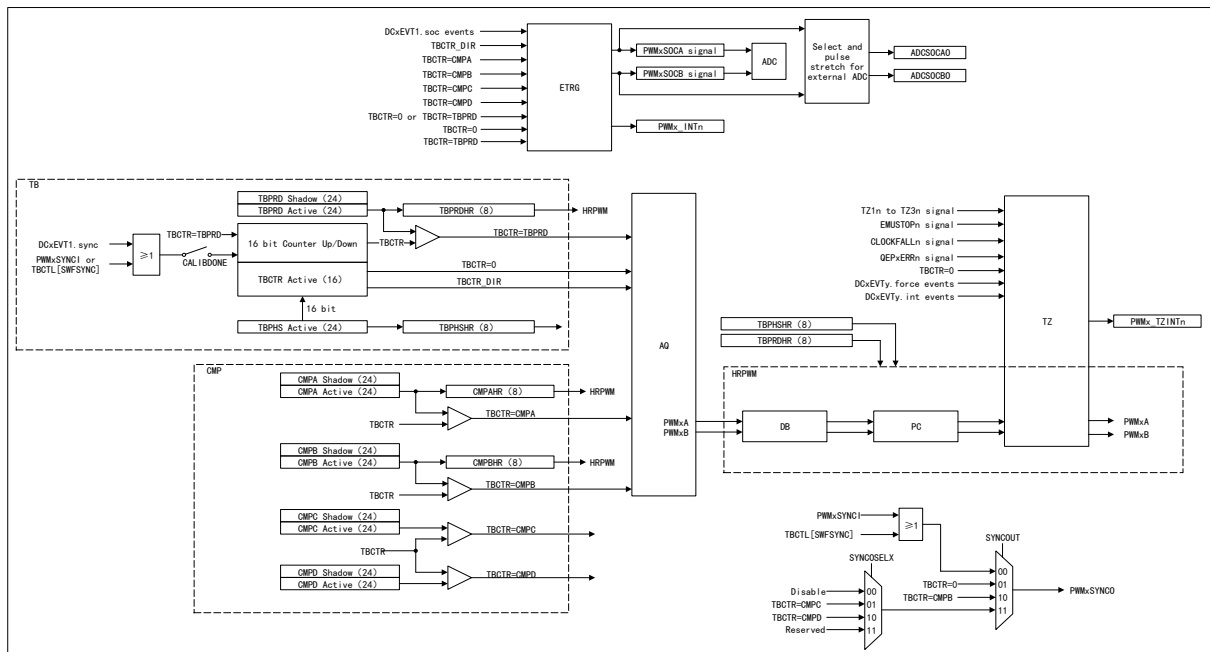 DCxEVT1.soc events
TBCTR_DIR
TBCTR=CMPA
TBCTR=CMPB
TBCTR=CMPC
TBCTR=CMPD
TBCTR=0 or TBCTR=TBPRD
TBCTR=0
TBCTR=TBPRD
ETRG
PWMxSOCA signal
PWMxSOCB signal
ADC
Select and
pulse
stretch for
external ADC
ADCSOCAO
ADCSOCBO
PWMx_INTn
TB
TBPRD Shadow (24)
TBPRD Active (24)
TBPRDHR (8)
HRPWM
DCxEVT1.sync
PWMxSYNCI or
TBCTL[SWFSYNC]
≥1
TBCTR=TBPRD
CALIBDONE
16 bit Counter Up/Down
TBCTR
TBCTR=TBPRD
TBCTR Active (16)
TBCTR=0
TBCTR_DIR
16 bit
TBPHS Active (24)
TBPHSHR (8)
CMP
CMPA Shadow (24)
CMPA Active (24)
CMPAHR (8)
HRPWM
TBCTR
TBCTR=CMPA
CMPB Shadow (24)
CMPB Active (24)
CMPBHR (8)
HRPWM
TBCTR
TBCTR=CMPB
CMPC Shadow (24)
CMPC Active (24)
TBCTR=CMPC
TBCTR
CMPD Shadow (24)
CMPD Active (24)
TBCTR=CMPD
AQ
PWMxA
PWMxB
TBPHSHR (8)
TBPRDHR (8)
HRPWM
DB
PC
TZ1n to TZ3n signal
EMUSTOPn signal
CLOCKFALLn signal
QEPxERRn signal
TBCTR=0
DCxEVTy.force events
DCxEVTy.int events
TZ
PWMx_TZINTn
PWMxA
PWMxB
PWMxSYNCI
TBCTL[SWFSYNC]
≥1
SYNCOSELX
Disable
TBCTR=CMPC
TBCTR=CMPD
Reserved
00
01
10
11
SYNCOUT
TBCTR=0
TBCTR=CMPB
00
01
10
11
PWMxSYNCO